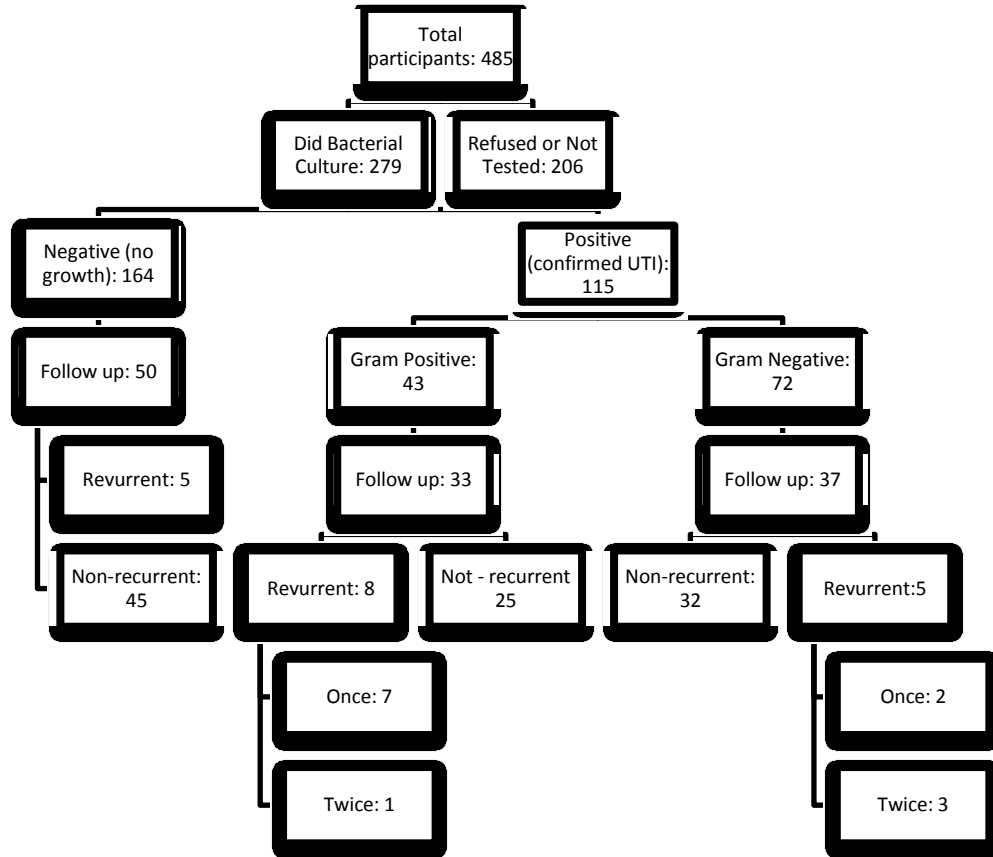 Total
participants: 485
Did Bacterial
Culture: 279
Refused or Not
Tested: 206
Negative (no
growth): 164
Positive
(confirmed UTI):
115
Follow up: 50
Gram Positive:
43
Gram Negative:
72
Revurrent: 5
Follow up: 33
Follow up: 37
Non-recurrent:
45
Revurrent: 8
Not - recurrent
25
Non-recurrent:
32
Revurrent:5
Once: 7
Once: 2
Twice: 1
Twice: 3